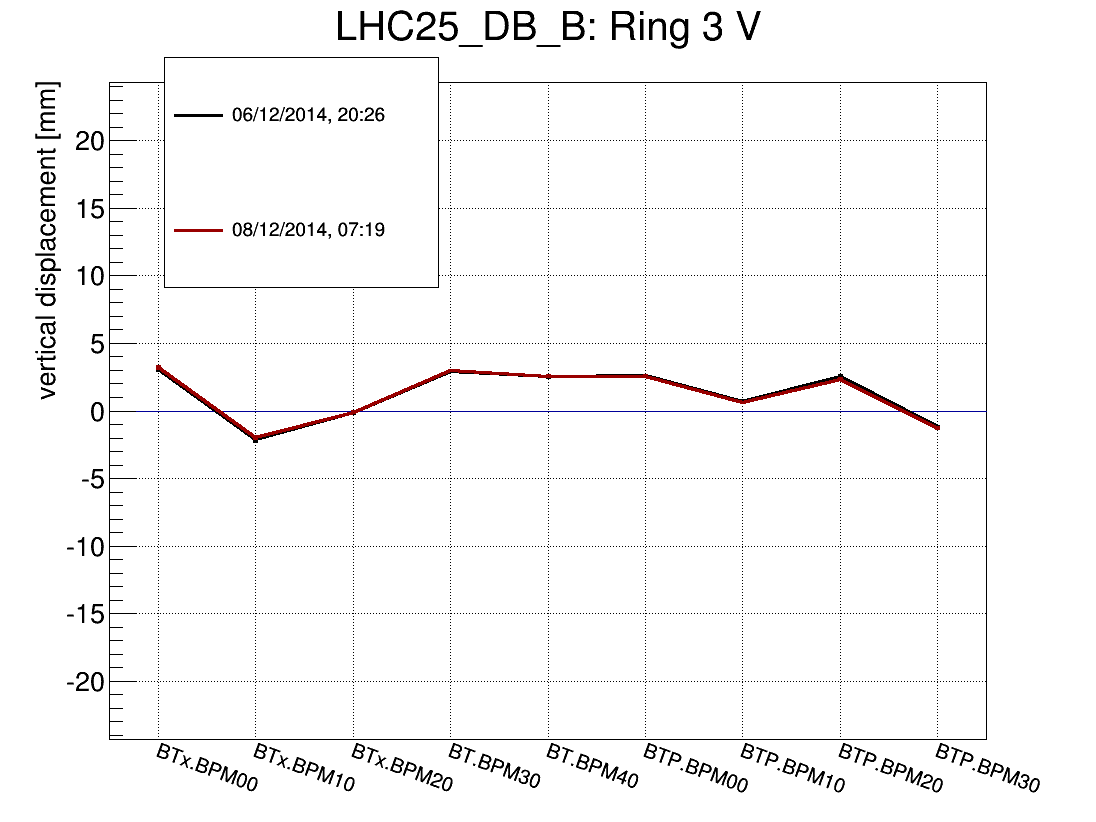 LHC25_DB_B: Ring 3 V
vertical displacement [mm]
06/12/2014, 20:26
08/12/2014, 07:19
20
15
10
5
0
-5
-10
-15
-20
BTx.BPM00
BTx.BPM10
BTx.BPM20
BT.BPM30
BT.BPM40
BTP.BPM00
BTP.BPM10
BTP.BPM20
BTP.BPM30